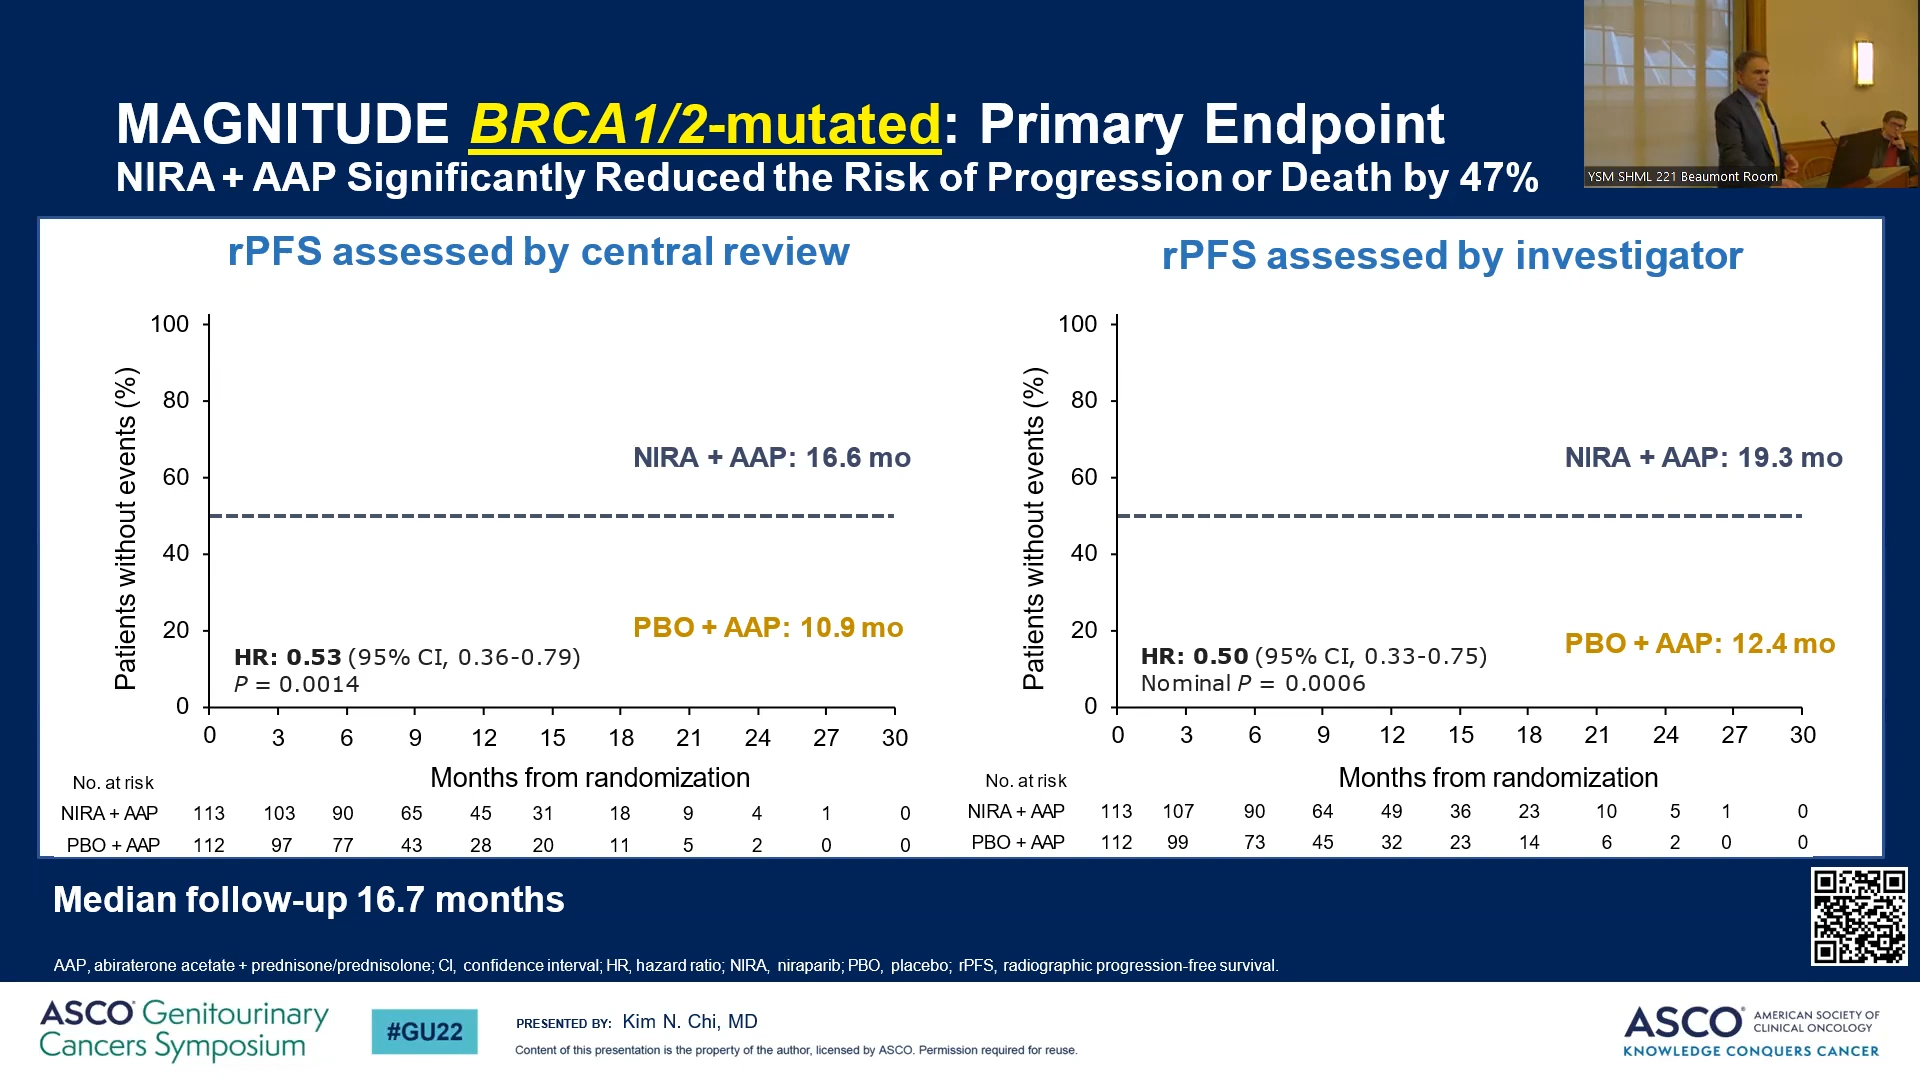 YSM SHML 221 Beaumont Room
MAGNITUDE BRCA1/2-mutated: Primary Endpoint
NIRA + AAP Significantly Reduced the Risk of Progression or Death by 47%
rPFS assessed by central review
Patients without events (%)
100
80
60
40
20
0
NIRA + AAP: 16.6 mo
PBO + AAP: 10.9 mo
HR: 0.53 (95% CI, 0.36-0.79)
P = 0.0014
0 3 6 9 12 15 18 21 24 27 30
Months from randomization
No. at risk
NIRA + AAP 113 103 90 65 45 31 18 9 4 1 0
PBO + AAP 112 97 77 43 28 20 11 5 2 0 0
rPFS assessed by investigator
Patients without events (%)
100
80
60
40
20
0
NIRA + AAP: 19.3 mo
PBO + AAP: 12.4 mo
HR: 0.50 (95% CI, 0.33-0.75)
Nominal P = 0.0006
0 3 6 9 12 15 18 21 24 27 30
Months from randomization
No. at risk
NIRA + AAP 113 107 90 64 49 36 23 10 5 1 0
PBO + AAP 112 99 73 45 32 23 14 6 2 0 0
Median follow-up 16.7 months
AAP, abiraterone acetate + prednisone/prednisolone; CI, confidence interval; HR, hazard ratio; NIRA, niraparib; PBO, placebo; rPFS, radiographic progression-free survival.
ASCO® Genitourinary
Cancers Symposium
#GU22
PRESENTED BY: Kim N. Chi, MD
Content of this presentation is the property of the author, licensed by ASCO. Permission required for reuse.
ASCO® AMERICAN SOCIETY OF
CLINICAL ONCOLOGY
KNOWLEDGE CONQUERS CANCER